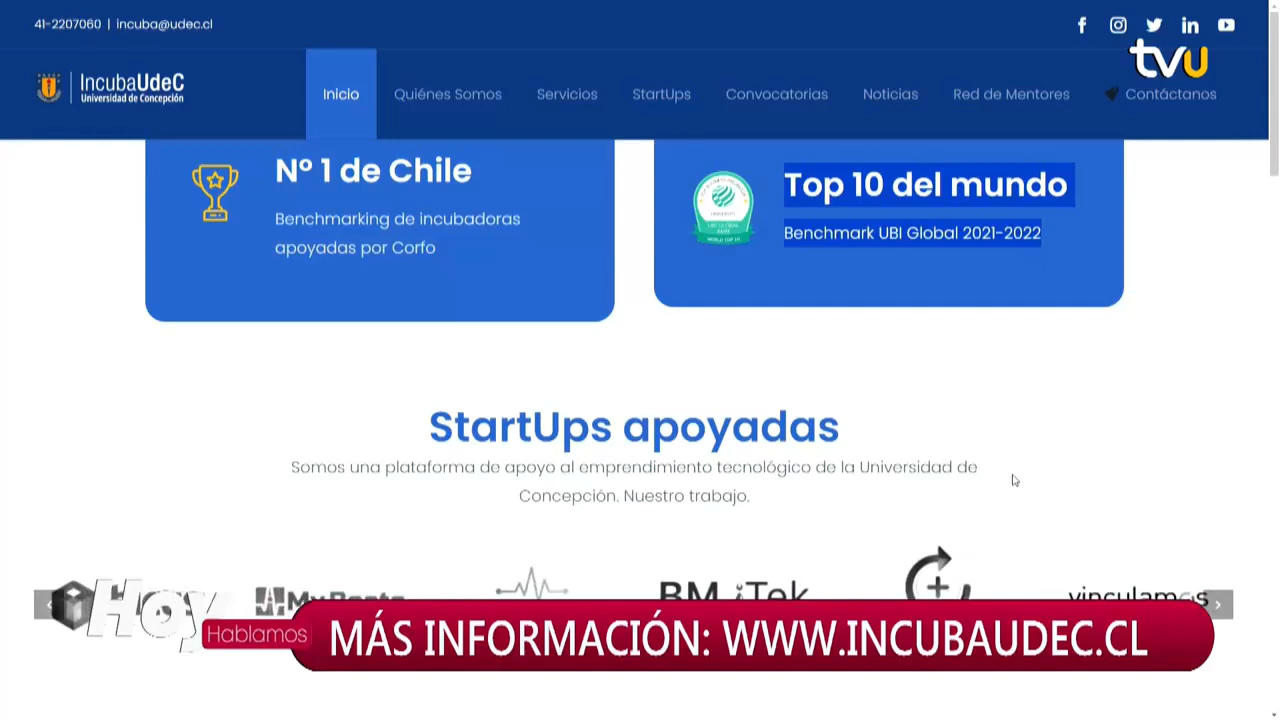 41-2207060 | incuba@udec.cl
tvu
IncubaUdeC
Universidad de Concepción
Inicio
Quiénes Somos
Servicios
StartUps
Convocatorias
Noticias
Red de Mentores
Contáctanos
Nº 1 de Chile
Benchmarking de incubadoras
apoyadas por Corfo
Top 10 del mundo
Benchmark UBI Global 2021-2022
StartUps apoyadas
Somos una plataforma de apoyo al emprendimiento tecnológico de la Universidad de
Concepción. Nuestro trabajo.
vinculamos
Hoy
Hablamos
MÁS INFORMACIÓN: WWW.INCUBAUDEC.CL